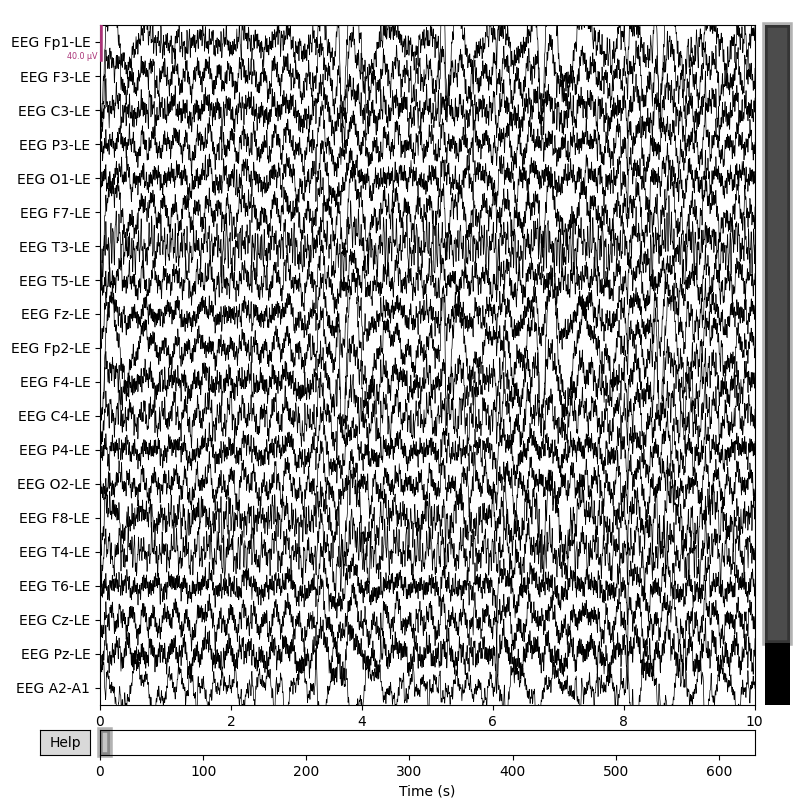 EEG Fp1-LE
40.0 µV
EEG F3-LE
EEG C3-LE
EEG P3-LE
EEG O1-LE
EEG F7-LE
EEG T3-LE
EEG T5-LE
EEG Fz-LE
EEG Fp2-LE
EEG F4-LE
EEG C4-LE
EEG P4-LE
EEG O2-LE
EEG F8-LE
EEG T4-LE
EEG T6-LE
EEG Cz-LE
EEG Pz-LE
EEG A2-A1
0 2 4 6 8 10
Help
0 100 200 300 400 500 600
Time (s)